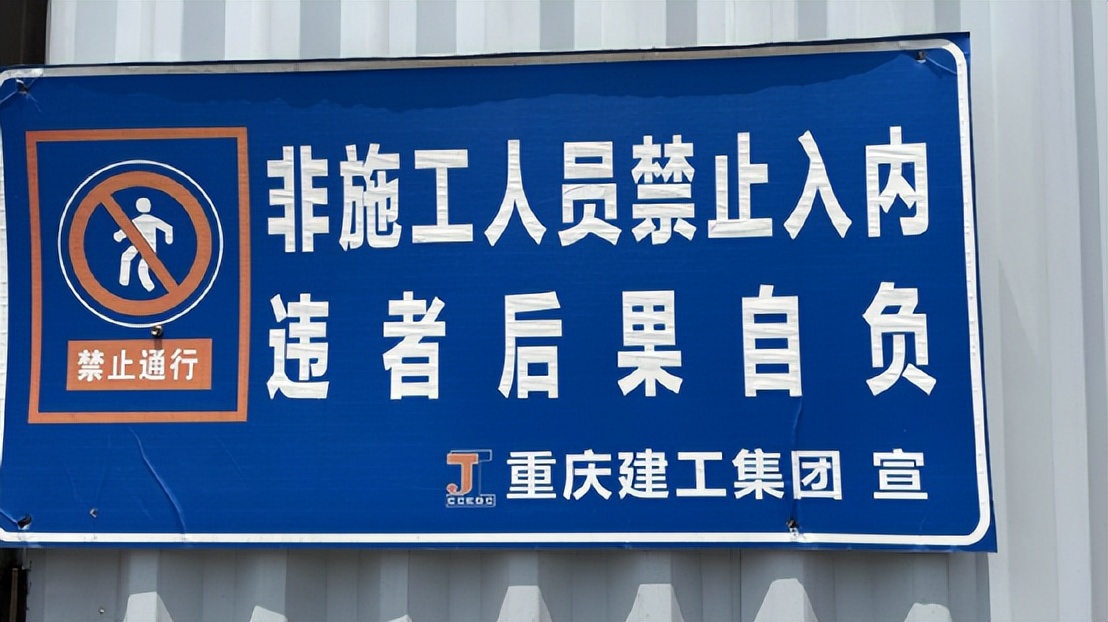 非施工人员禁止入内
违者后果自负
禁止通行
CCEGC
重庆建工集团 宣